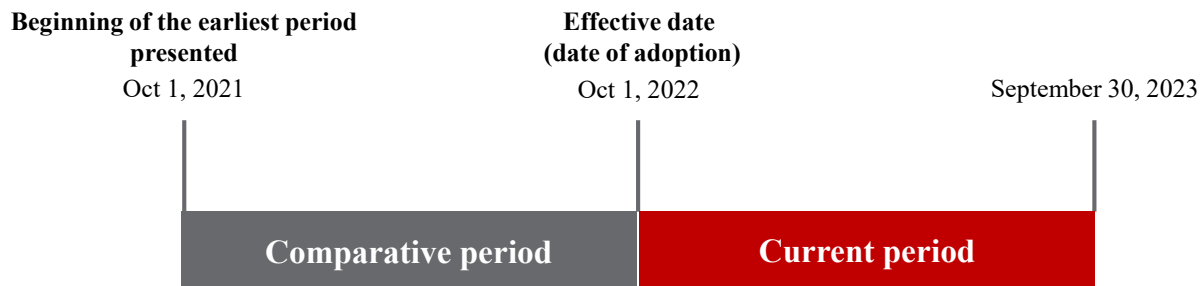 Beginning of the earliest period
presented
Oct 1, 2021
Effective date
(date of adoption)
Oct 1, 2022
September 30, 2023
Comparative period
Current period